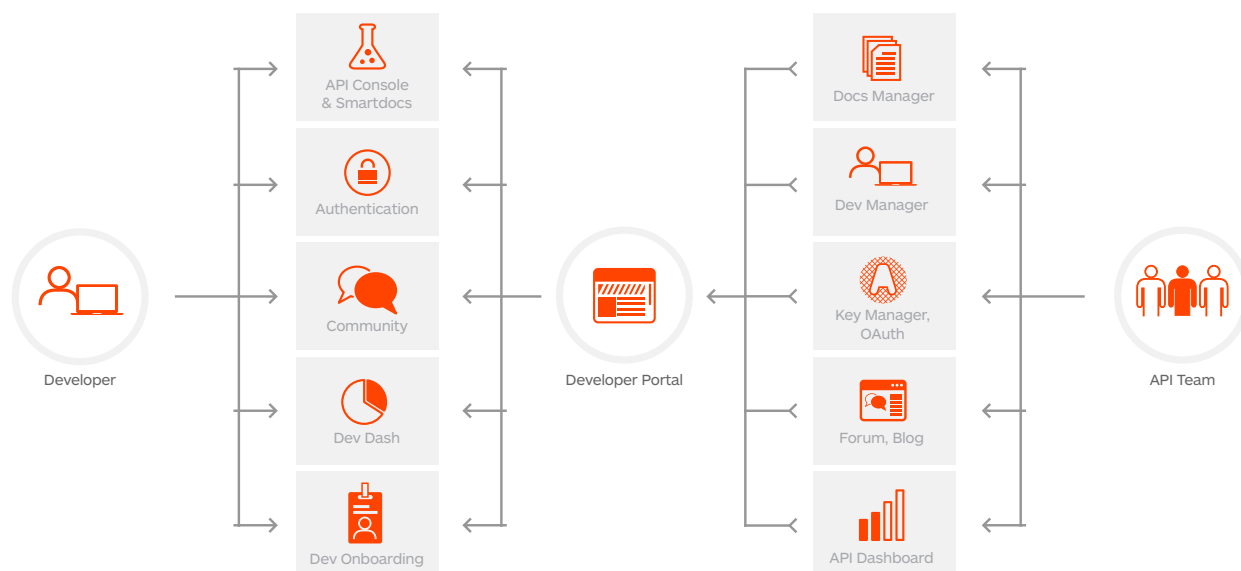 API Console
& Smartdocs
Authentication
Community
Dev Dash
Dev Onboarding
Developer
Developer Portal
Docs Manager
Dev Manager
Key Manager,
OAuth
Forum, Blog
API Dashboard
API Team